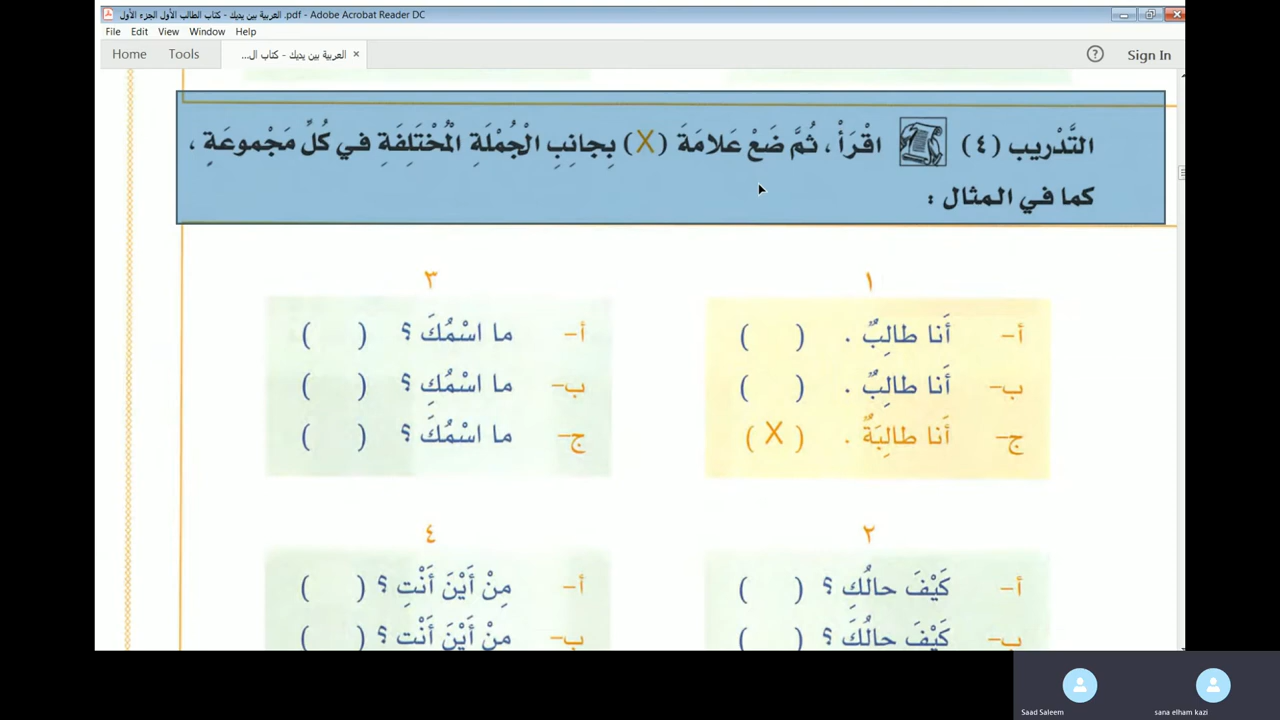 العربية بين يديك - كتاب الطالب الأول الجزء الأول .pdf - Adobe Acrobat Reader DC
File Edit View Window Help
Home Tools العربية بين يديك - كتاب ال... × ? Sign In
التَّدْريب (٤) اقْرَأْ ، ثُمَّ ضَعْ عَلامَةَ (X) بِجانِبِ الْجُمْلَةِ الْمُخْتَلِفَةِ في كُلِّ مَجْموعَةٍ ،
كما في المثال :
١
أ- أَنا طالِبٌ . ( )
ب- أَنا طالِبٌ . ( )
ج- أَنا طالِبَةٌ . ( X )
٣
أ- ما اسْمُكَ ؟ ( )
ب- ما اسْمُكِ ؟ ( )
ج- ما اسْمُكَ ؟ ( )
٢
أ- كَيْفَ حالُكِ ؟ ( )
ب- كَيْفَ حالُكَ ؟ ( )
٤
أ- مِنْ أَيْنَ أَنْتِ ؟ ( )
ب- مِنْ أَيْنَ أَنْت ؟ ( )
Saad Saleem
sana elham kazi